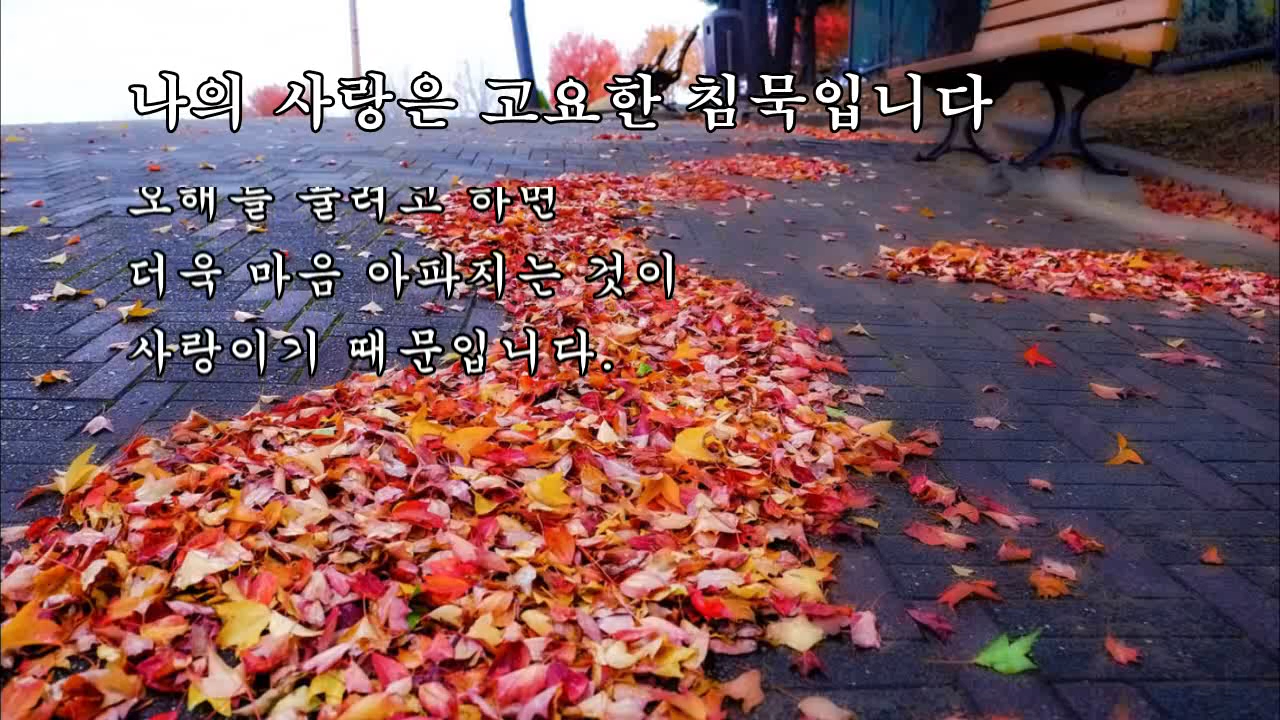 나의 사랑은 고요한 침묵입니다
오해를 풀려고 하면
더욱 마음 아파지는 것이
사랑이기 때문입니다.